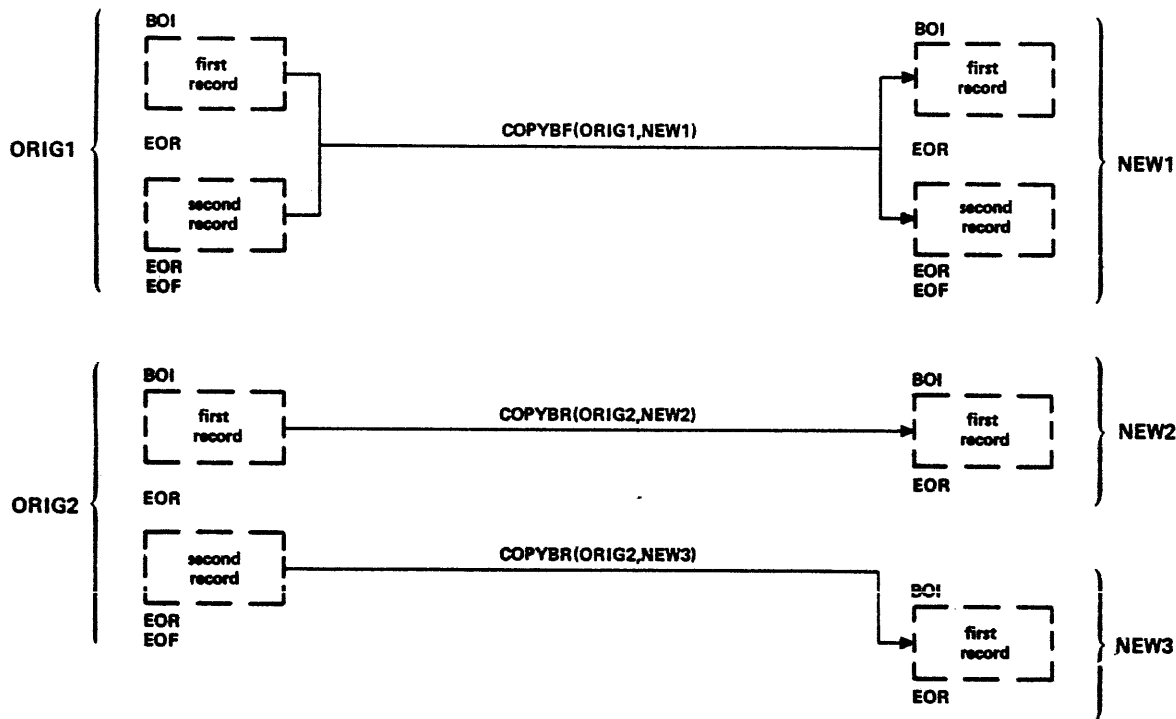 BOI
first
record
EOR
second
record
EOR
EOF
ORIG1
COPYBF(ORIG1,NEW1)
BOI
first
record
EOR
second
record
EOR
EOF
NEW1
BOI
first
record
EOR
second
record
EOR
EOF
ORIG2
COPYBR(ORIG2,NEW2)
BOI
first
record
EOR
NEW2
COPYBR(ORIG2,NEW3)
BOI
first
record
EOR
NEW3